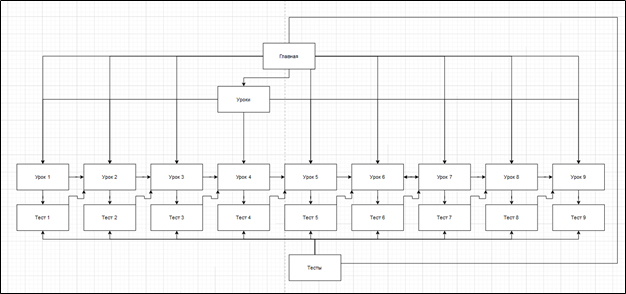 Главная
Уроки
Урок 1
Урок 2
Урок 3
Урок 4
Урок 5
Урок 6
Урок 7
Урок 8
Урок 9
Тест 1
Тест 2
Тест 3
Тест 4
Тест 5
Тест 6
Тест 7
Тест 8
Тест 9
Тесты